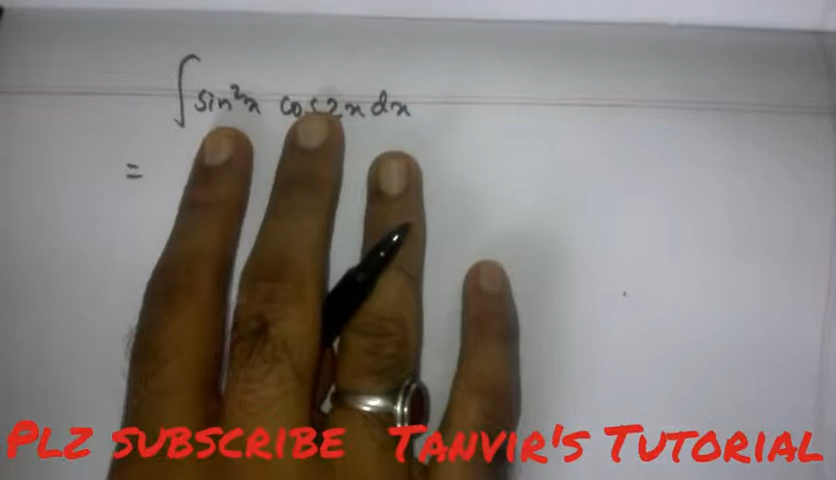 ∫ sin²x cos2x dx
=
PLZ SUBSCRIBE TANVIR'S TUTORIAL